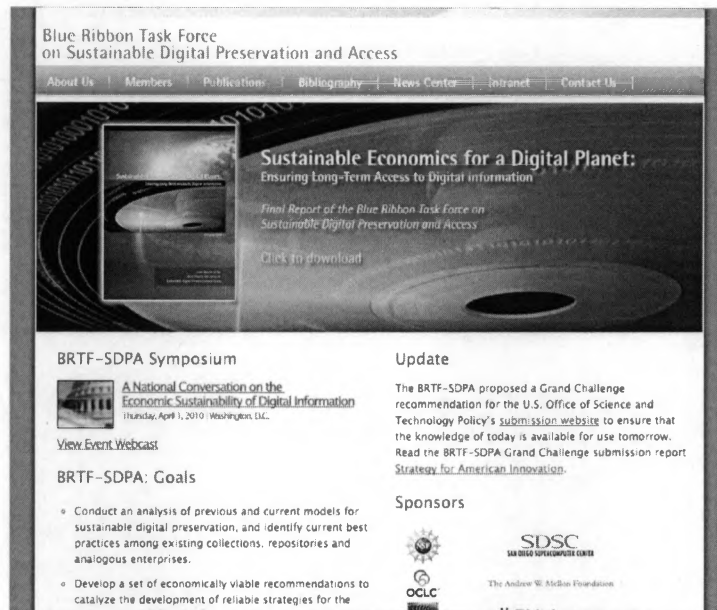 Blue Ribbon Task Force
on Sustainable Digital Preservation and Access
About Us | Members | Publications | Bibliography | News Center | Intranet | Contact Us |
Sustainable Economics for a Digital Planet:
Ensuring Long-Term Access to Digital information
Final Report of the Blue Ribbon Task Force on
Sustainable Digital Preservation and Access
Click to download
BRTF-SDPA Symposium
A National Conversation on the
Economic Sustainability of Digital Information
Thursday, April 1, 2010 | Washington, D.C.
View Event Webcast
BRTF-SDPA: Goals
Conduct an analysis of previous and current models for
sustainable digital preservation, and identify current best
practices among existing collections, repositories and
analogous enterprises.
Develop a set of economically viable recommendations to
catalyze the development of reliable strategies for the
Update
The BRTF-SDPA proposed a Grand Challenge
recommendation for the U.S. Office of Science and
Technology Policy's submission website to ensure that
the knowledge of today is available for use tomorrow.
Read the BRTF-SDPA Grand Challenge submission report
Strategy for American Innovation.
Sponsors
NSF
SDSC
SAN DIEGO SUPERCOMPUTER CENTER
OCLC
The Andrew W. Mellon Foundation